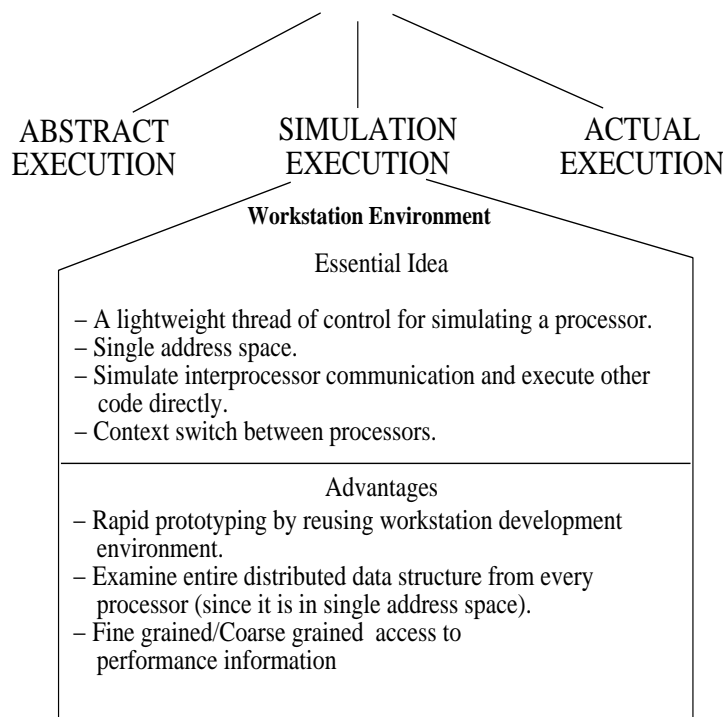 ABSTRACT
EXECUTION
SIMULATION
EXECUTION
ACTUAL
EXECUTION
Workstation Environment
Essential Idea
– A lightweight thread of control for simulating a processor.
– Single address space.
– Simulate interprocessor communication and execute other
code directly.
– Context switch between processors.
Advantages
– Rapid prototyping by reusing workstation development
environment.
– Examine entire distributed data structure from every
processor (since it is in single address space).
– Fine grained/Coarse grained access to
performance information